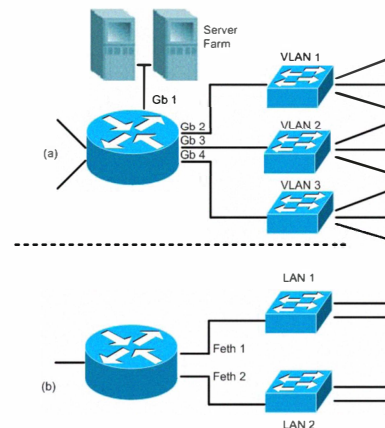 Server
Farm
VLAN 1
Gb 1
Gb 2
VLAN 2
Gb 3
(a)
Gb 4
VLAN 3
LAN 1
Feth 1
Feth 2
(b)
LAN 2